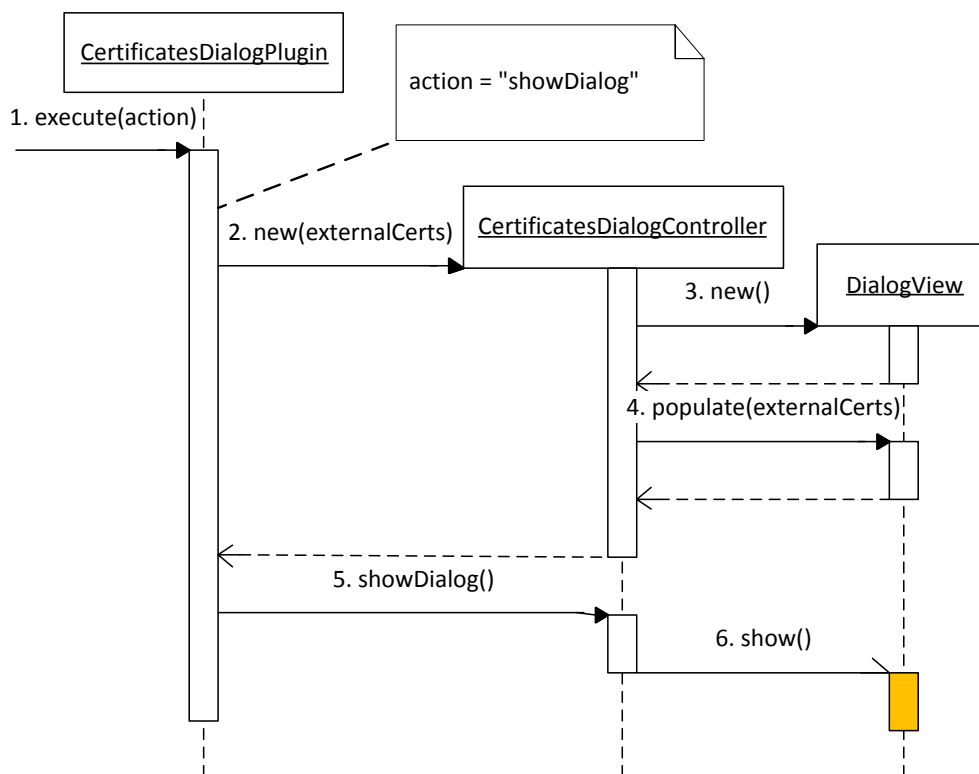 CertificatesDialogPlugin
action = "showDialog"
1. execute(action)
2. new(externalCerts)
CertificatesDialogController
3. new()
DialogView
4. populate(externalCerts)
5. showDialog()
6. show()